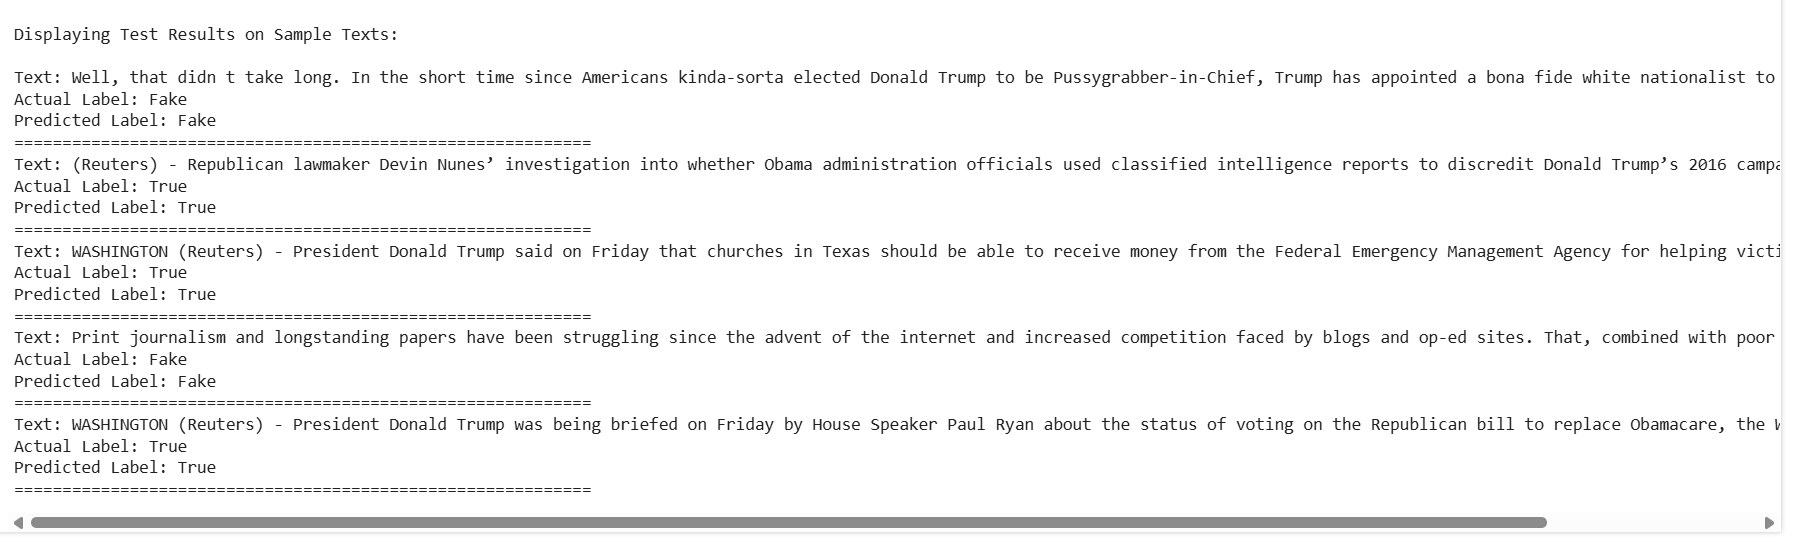 Displaying Test Results on Sample Texts:
Text: Well, that didn t take long. In the short time since Americans kinda-sorta elected Donald Trump to be Pussygrabber-in-Chief, Trump has appointed a bona fide white nationalist to
Actual Label: Fake
Predicted Label: Fake
============================================================
Text: (Reuters) - Republican lawmaker Devin Nunes’ investigation into whether Obama administration officials used classified intelligence reports to discredit Donald Trump’s 2016 campa
Actual Label: True
Predicted Label: True
============================================================
Text: WASHINGTON (Reuters) - President Donald Trump said on Friday that churches in Texas should be able to receive money from the Federal Emergency Management Agency for helping victi
Actual Label: True
Predicted Label: True
============================================================
Text: Print journalism and longstanding papers have been struggling since the advent of the internet and increased competition faced by blogs and op-ed sites. That, combined with poor
Actual Label: Fake
Predicted Label: Fake
============================================================
Text: WASHINGTON (Reuters) - President Donald Trump was being briefed on Friday by House Speaker Paul Ryan about the status of voting on the Republican bill to replace Obamacare, the
Actual Label: True
Predicted Label: True
============================================================